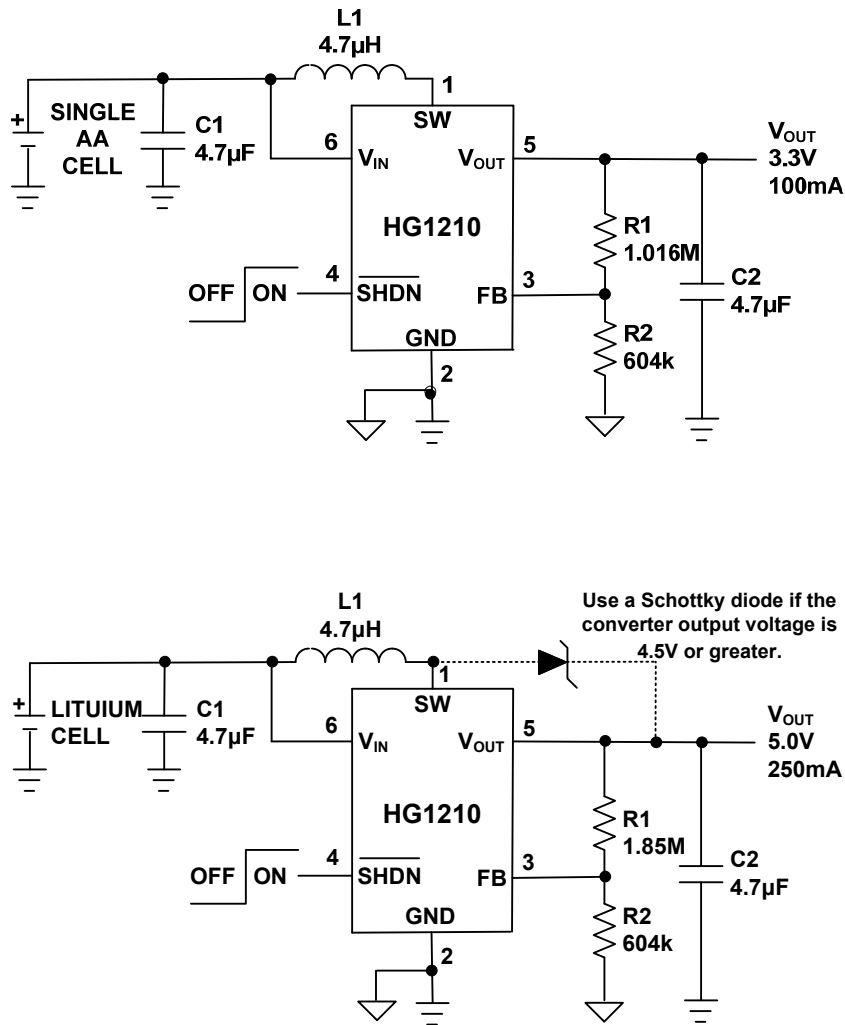 L1
4.7µH
1
SW
+
SINGLE
AA
CELL
C1
4.7µF
6
VIN
VOUT
5
VOUT
3.3V
100mA
HG1210
R1
1.016M
OFF
ON
4
SHDN
FB
3
C2
4.7µF
R2
604k
GND
2
Use a Schottky diode if the
converter output voltage is
4.5V or greater.
L1
4.7µH
1
SW
+
LITUIUM
CELL
C1
4.7µF
6
VIN
VOUT
5
VOUT
5.0V
250mA
HG1210
R1
1.85M
OFF
ON
4
SHDN
FB
3
C2
4.7µF
R2
604k
GND
2